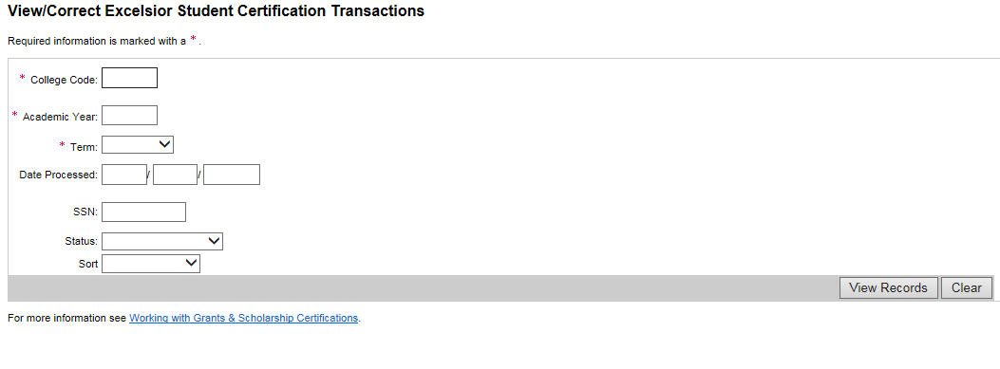 View/Correct Excelsior Student Certification Transactions
Required information is marked with a * .
* College Code:
* Academic Year:
* Term:
Date Processed: / /
SSN:
Status:
Sort
View Records Clear
For more information see Working with Grants & Scholarship Certifications.